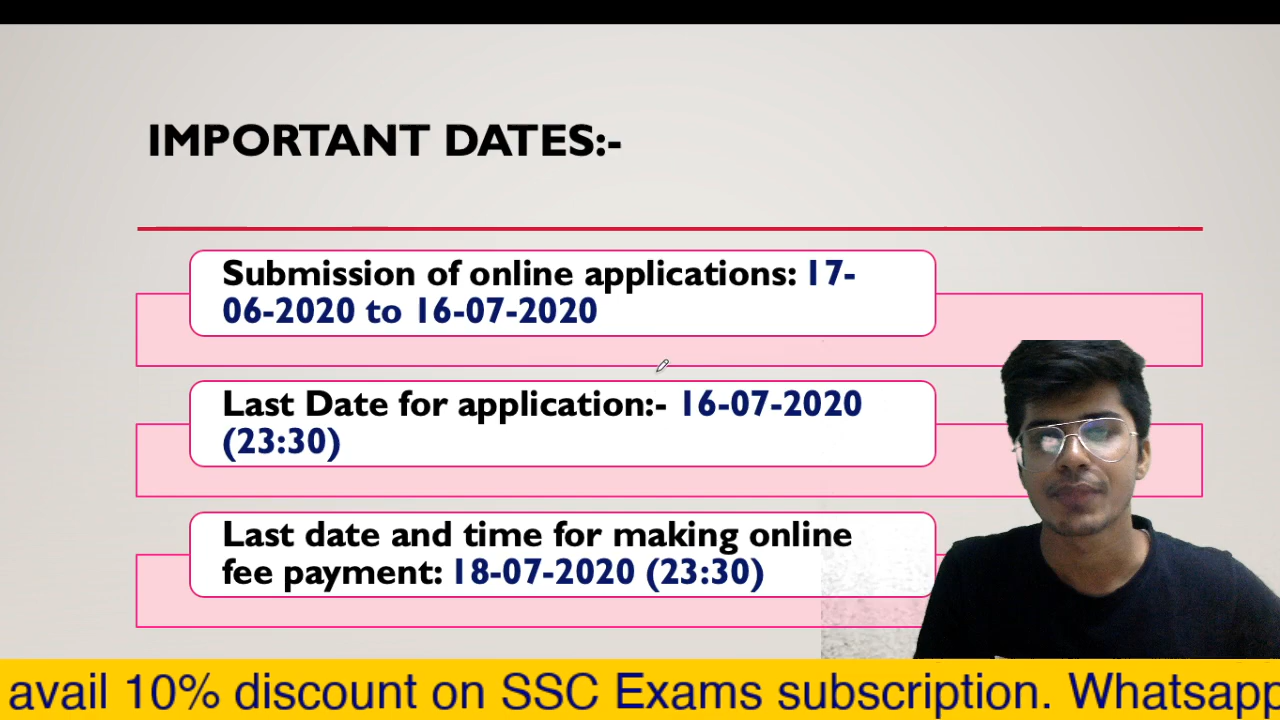 IMPORTANT DATES:-
Submission of online applications: 17-
06-2020 to 16-07-2020
Last Date for application:- 16-07-2020
(23:30)
Last date and time for making online
fee payment: 18-07-2020 (23:30)
avail 10% discount on SSC Exams subscription. Whatsapp